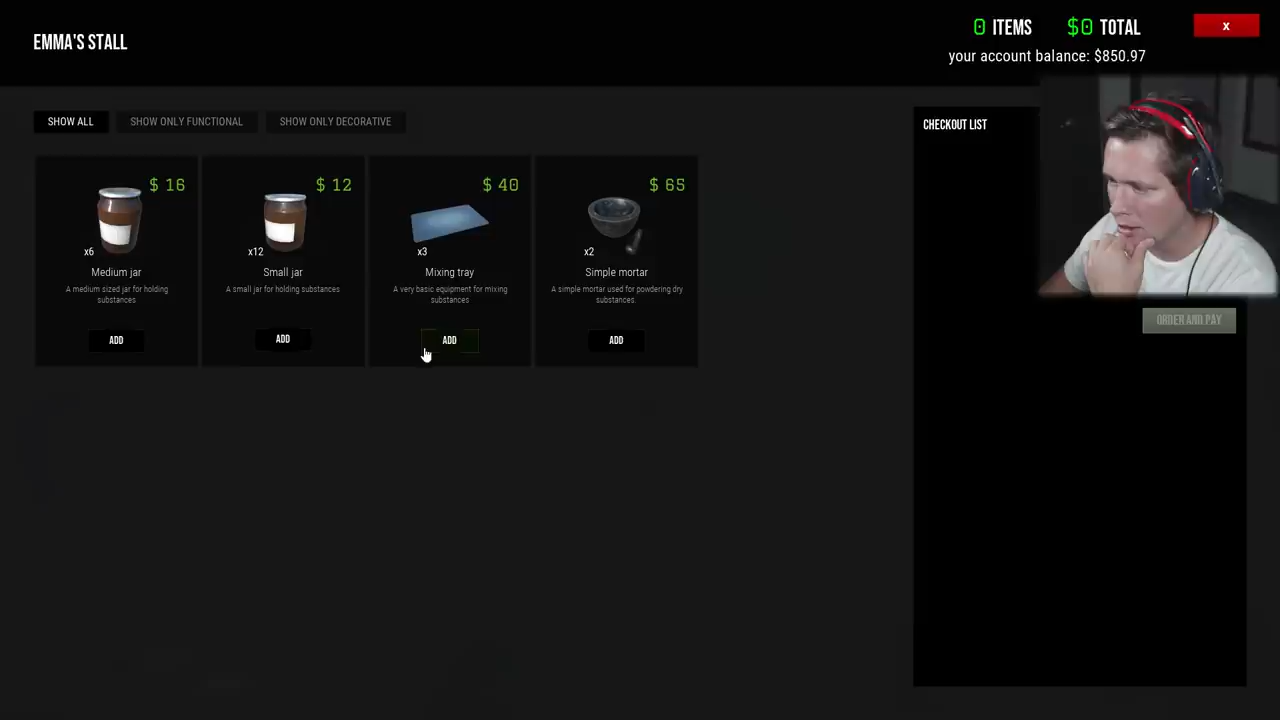 EMMA'S STALL
0 ITEMS $0 TOTAL
x
your account balance: $850.97
SHOW ALL SHOW ONLY FUNCTIONAL SHOW ONLY DECORATIVE
CHECKOUT LIST
$ 16
x6
Medium jar
A medium sized jar for holding
substances
ADD
$ 12
x12
Small jar
A small jar for holding substances
ADD
$ 40
x3
Mixing tray
A very basic equipment for mixing
substances
ADD
$ 65
x2
Simple mortar
A simple mortar used for powdering dry
substances.
ADD
ORDER AND PAY